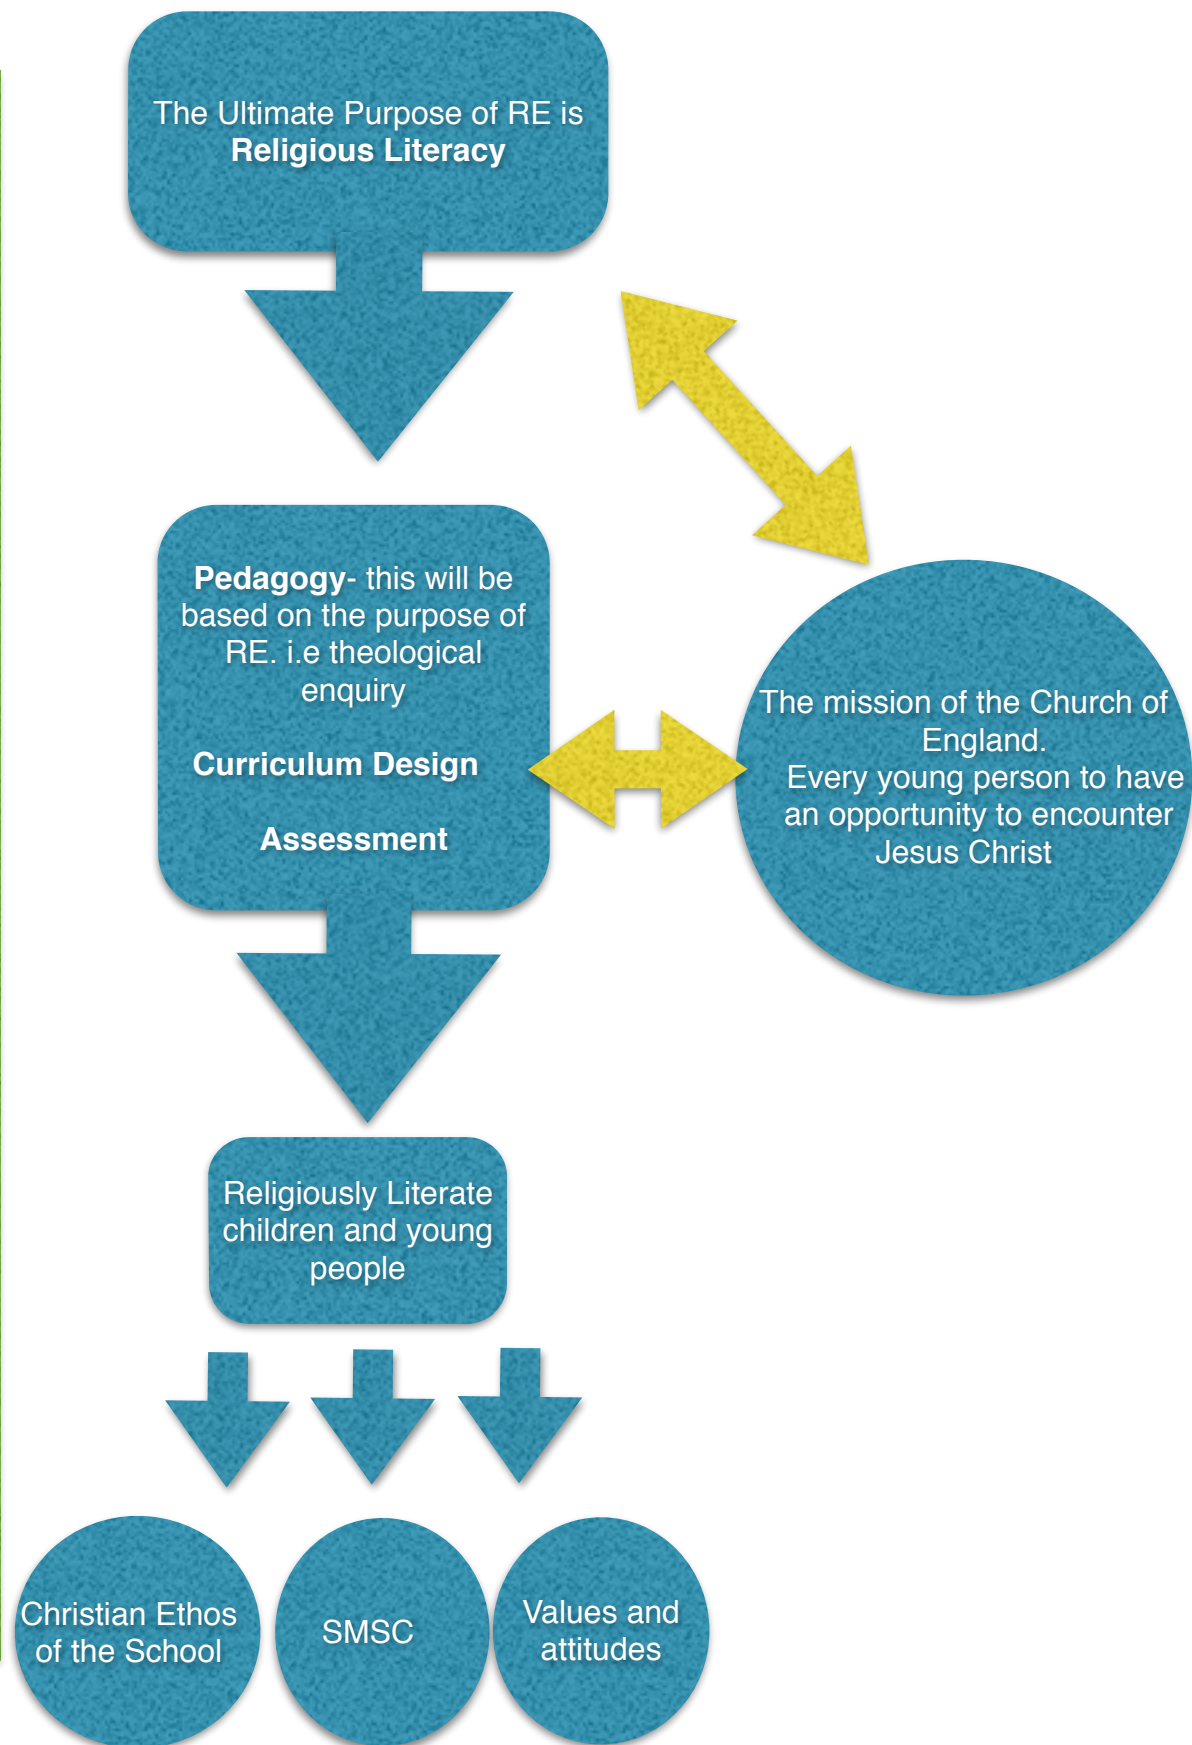 The Ultimate Purpose of RE is
Religious Literacy
Pedagogy- this will be
based on the purpose of
RE. i.e theological
enquiry
Curriculum Design
Assessment
The mission of the Church of
England.
Every young person to have
an opportunity to encounter
Jesus Christ
Religiously Literate
children and young
people
Christian Ethos
of the School
SMSC
Values and
attitudes